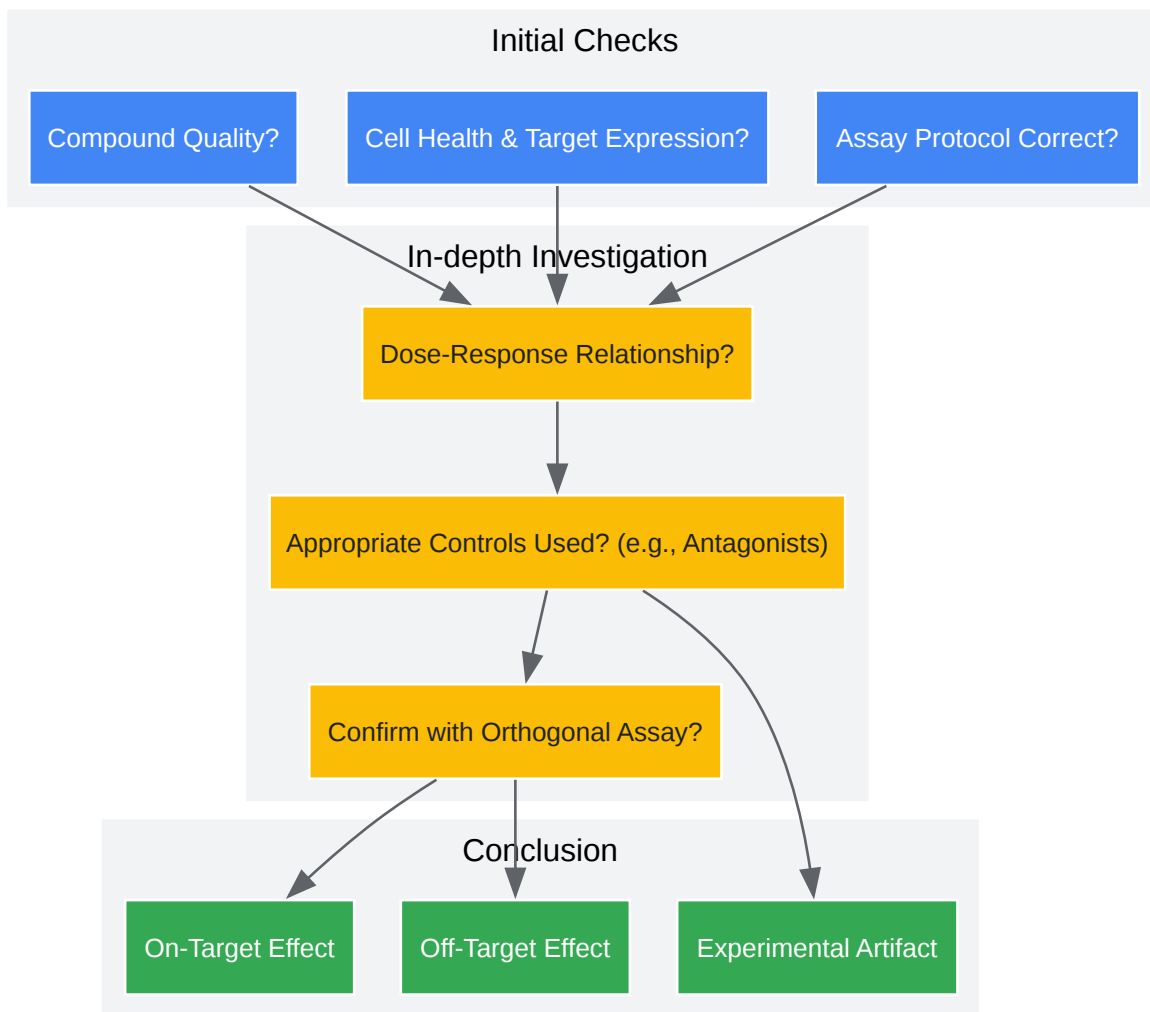 Initial Checks
Compound Quality?
Cell Health & Target Expression?
Assay Protocol Correct?
In-depth Investigation
Dose-Response Relationship?
Appropriate Controls Used? (e.g., Antagonists)
Confirm with Orthogonal Assay?
Conclusion
On-Target Effect
Off-Target Effect
Experimental Artifact